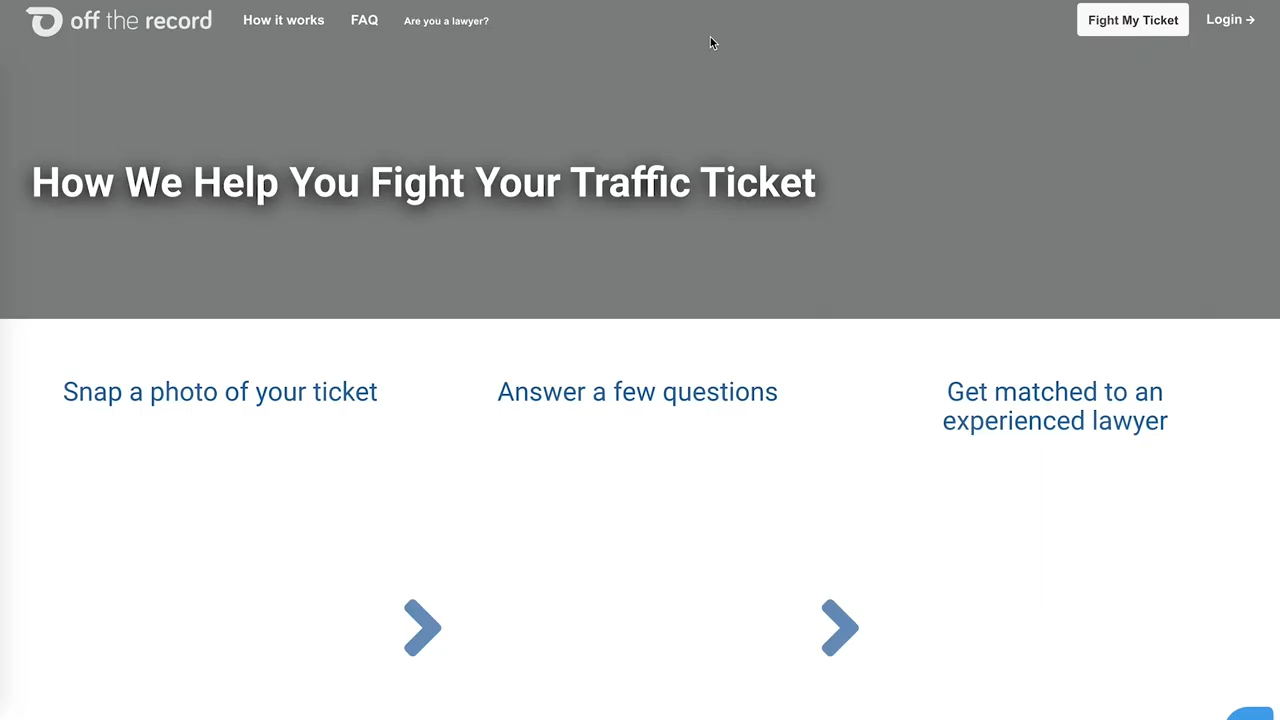 off the record
How it works
FAQ
Are you a lawyer?
Fight My Ticket
Login →
How We Help You Fight Your Traffic Ticket
Snap a photo of your ticket
Answer a few questions
Get matched to an
experienced lawyer